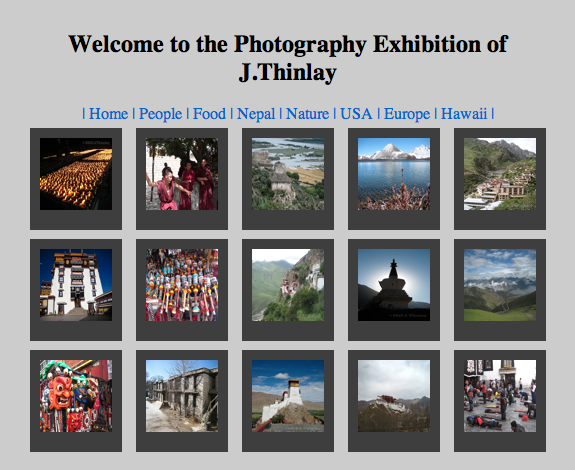 Welcome to the Photography Exhibition of
J.Thinlay
| Home | People | Food | Nepal | Nature | USA | Europe | Hawaii |